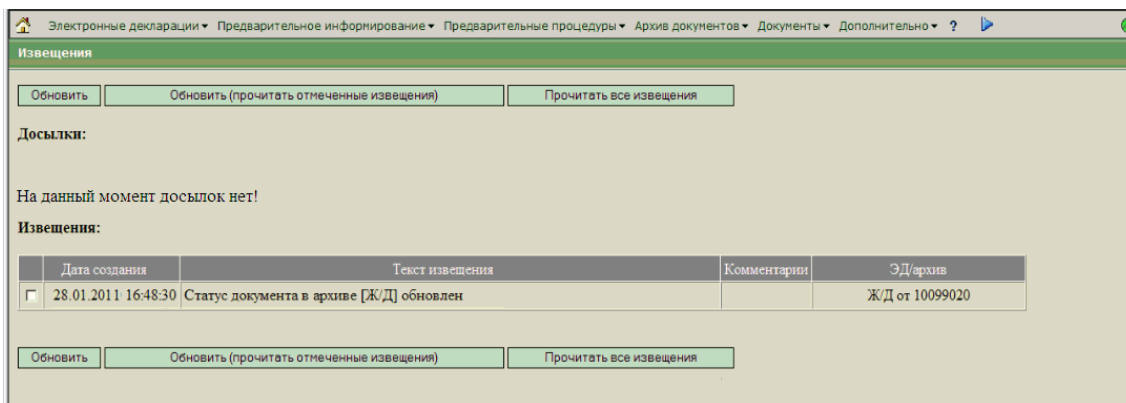 Электронные декларации Предварительное информирование Предварительные процедуры Архив документов Документы Дополнительно ?
Извещения
Обновить Обновить (прочитать отмеченные извещения) Прочитать все извещения
Досылки:
На данный момент досылок нет!
Извещения:
Дата создания Текст извещения Комментарии ЭД/архив
28.01.2011 16:48:30 Статус документа в архиве [Ж/Д] обновлен Ж/Д от 10099020
Обновить Обновить (прочитать отмеченные извещения) Прочитать все извещения